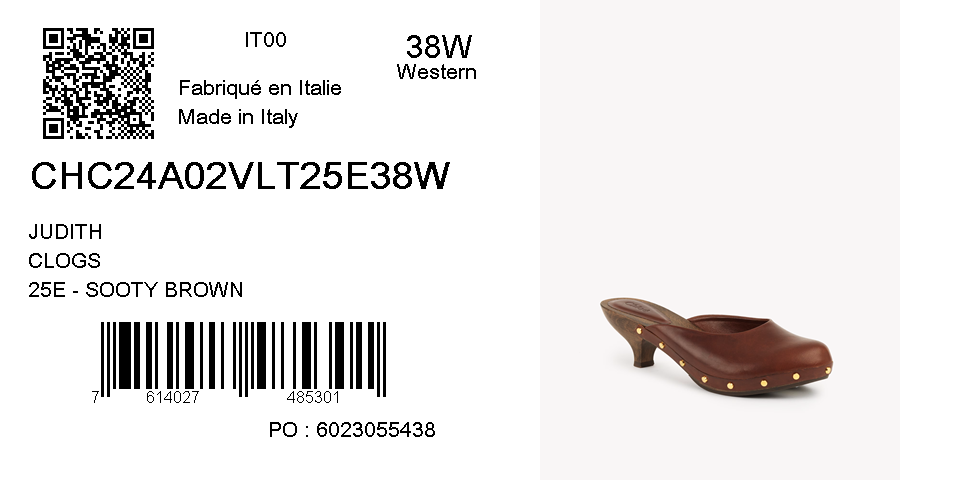 IT00
38W
Western
Fabriqué en Italie
Made in Italy
CHC24A02VLT25E38W
JUDITH
CLOGS
25E - SOOTY BROWN
7 614027 485301
PO : 6023055438